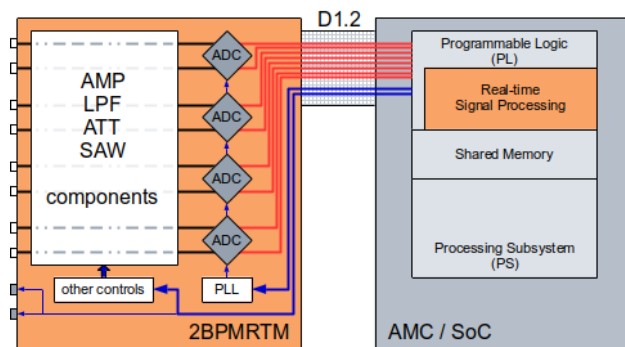 D1.2
AMP
LPF
ATT
SAW
components
ADC
ADC
ADC
ADC
other controls
PLL
2BPMRTM
Programmable Logic
(PL)
Real-time
Signal Processing
Shared Memory
Processing Subsystem
(PS)
AMC / SoC